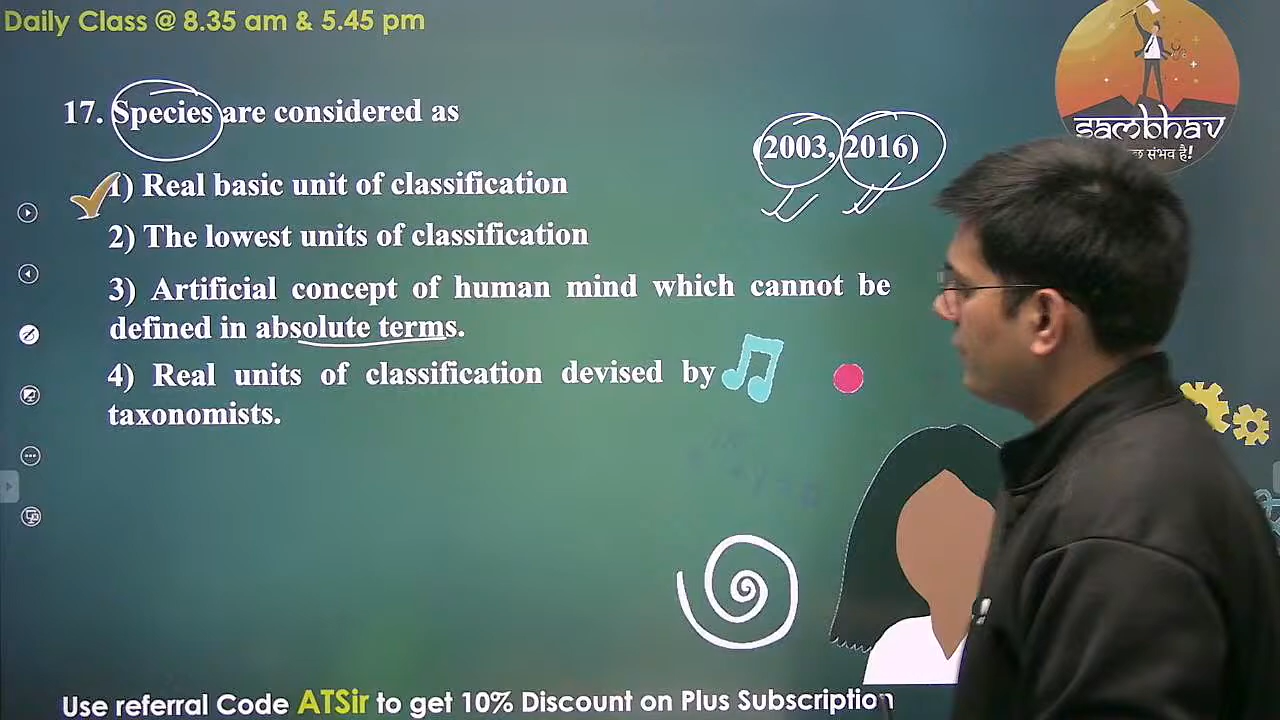 Daily Class @ 8.35 am & 5.45 pm
17. Species are considered as
(2003, 2016)
sambhav
संभव है!
1) Real basic unit of classification
2) The lowest units of classification
3) Artificial concept of human mind which cannot be
defined in absolute terms.
4) Real units of classification devised by
taxonomists.
Use referral Code ATSir to get 10% Discount on Plus Subscription